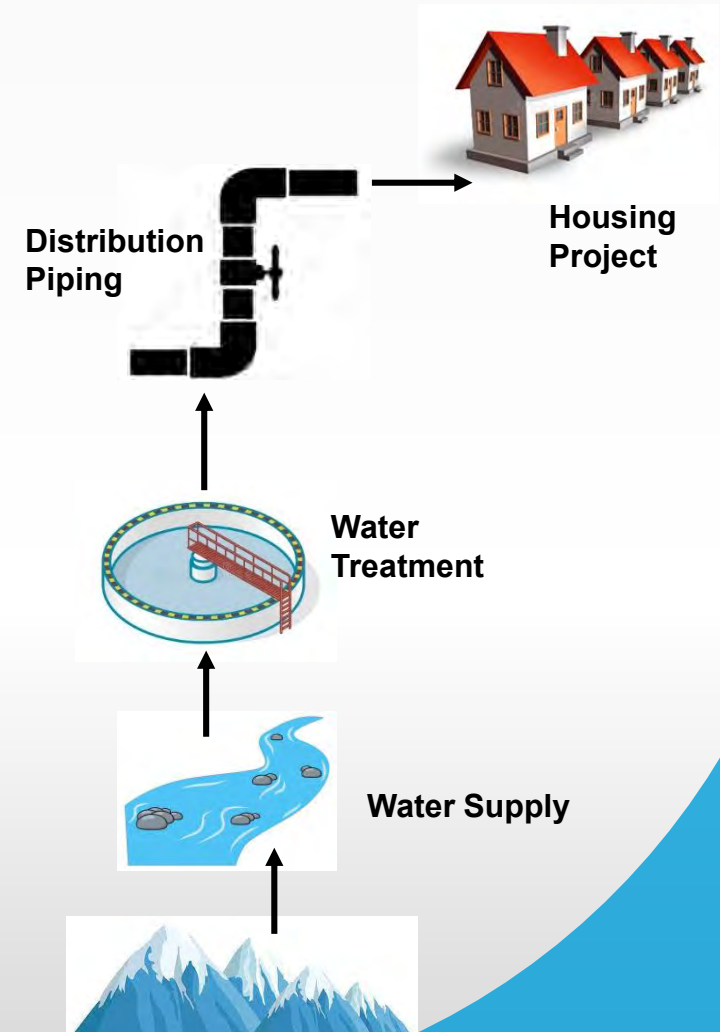 Housing
Project
Distribution
Piping
Water
Treatment
Water Supply